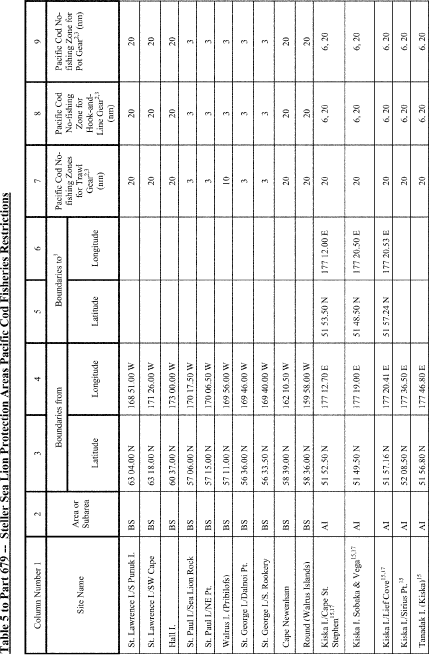 Table 5 to Part 679 -- Steller Sea Lion Protection Areas Pacific Cod Fisheries Restrictions
Column Number 1 2 3 4 5 6 7 8 9
Site Name
Area or Subarea
Boundaries from
Boundaries to1
Pacific Cod No-fishing Zones for Trawl Gear2,3 (nm)
Pacific Cod No-fishing Zone for Hook-and-Line Gear2,3 (nm)
Pacific Cod No-fishing Zone for Pot Gear2,3 (nm)
Latitude Longitude Latitude Longitude
St. Lawrence I./S Punuk I. BS 63 04.00 N 168 51.00 W 20 20 20
St. Lawrence I./SW Cape BS 63 18.00 N 171 26.00 W 20 20 20
Hall I. BS 60 37.00 N 173 00.00 W 20 20 20
St. Paul I./Sea Lion Rock BS 57 06.00 N 170 17.50 W 3 3 3
St. Paul I./NE Pt. BS 57 15.00 N 170 06.50 W 3 3 3
Walrus I. (Pribilofs) BS 57 11.00 N 169 56.00 W 10 3 3
St. George I./Dalnoi Pt. BS 56 36.00 N 169 46.00 W 3 3 3
St. George I./S. Rookery BS 56 33.50 N 169 40.00 W 3 3 3
Cape Newenham BS 58 39.00 N 162 10.50 W 20 20 20
Round (Walrus Islands) BS 58 36.00 N 159 58.00 W 20 20 20
Kiska I./Cape St. Stephen15,17 AI 51 52.50 N 177 12.70 E 51 53.50 N 177 12.00 E 20 6, 20 6, 20
Kiska I. Sobaka & Vega15,17 AI 51 49.50 N 177 19.00 E 51 48.50 N 177 20.50 E 20 6, 20 6, 20
Kiska I./Lief Cove15,17 AI 51 57.16 N 177 20.41 E 51 57.24 N 177 20.53 E 20 6, 20 6, 20
Kiska I./Sirius Pt.15 AI 52 08.50 N 177 36.50 E 20 6, 20 6, 20
Tanadak I. (Kiska)15 AI 51 56.80 N 177 46.80 E 20 6, 20 6, 20